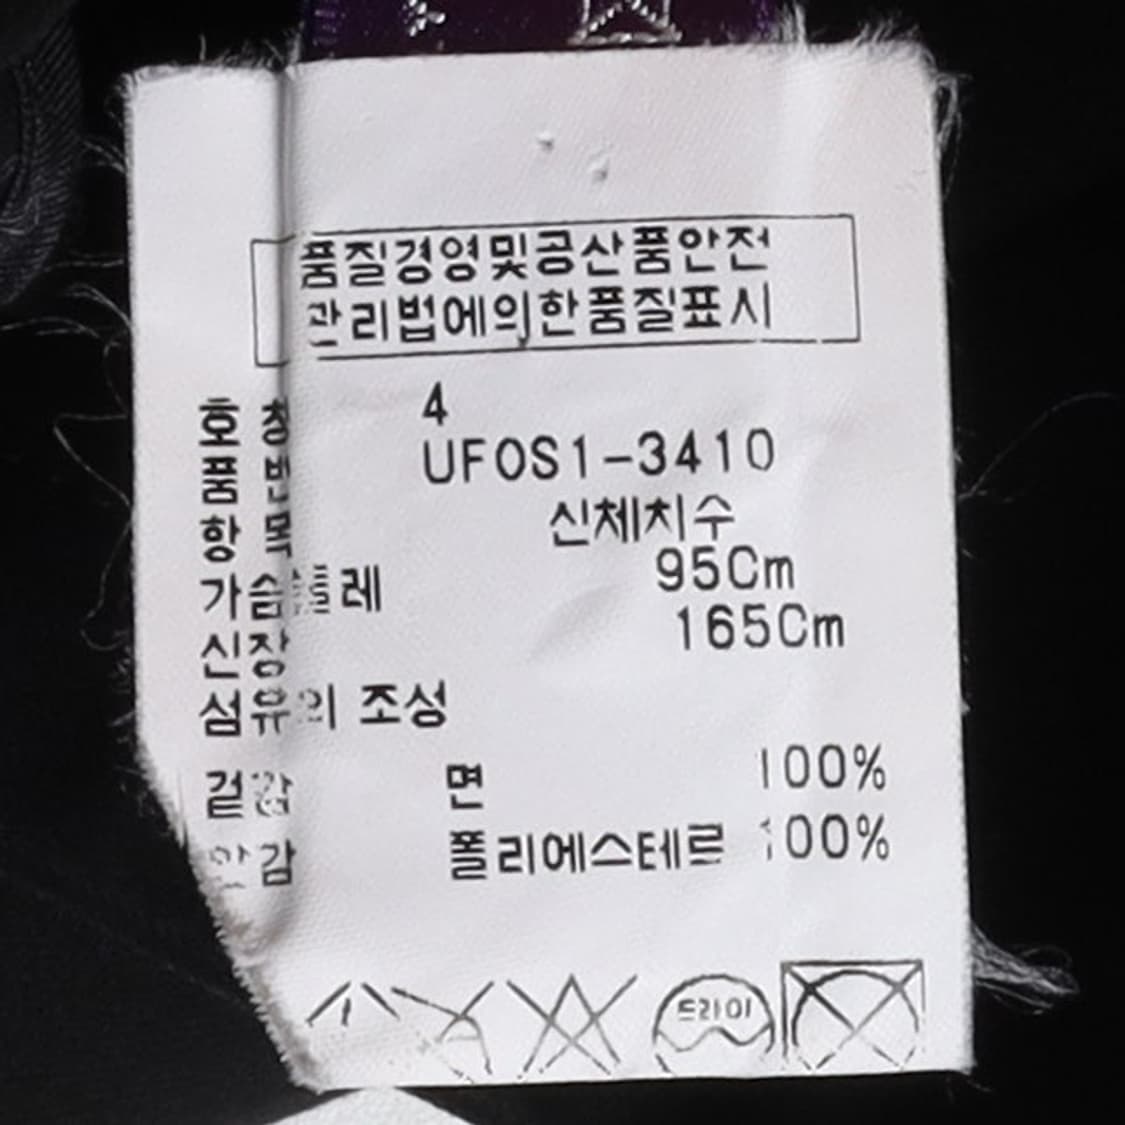 품질경영및공산품안전
관리법에의한품질표시
호칭 4
품번 UFOS1-3410
항목 신체치수
가슴둘레 95Cm
신장 165Cm
섬유의 조성
겉감 면 100%
안감 폴리에스테르 100%
드라이